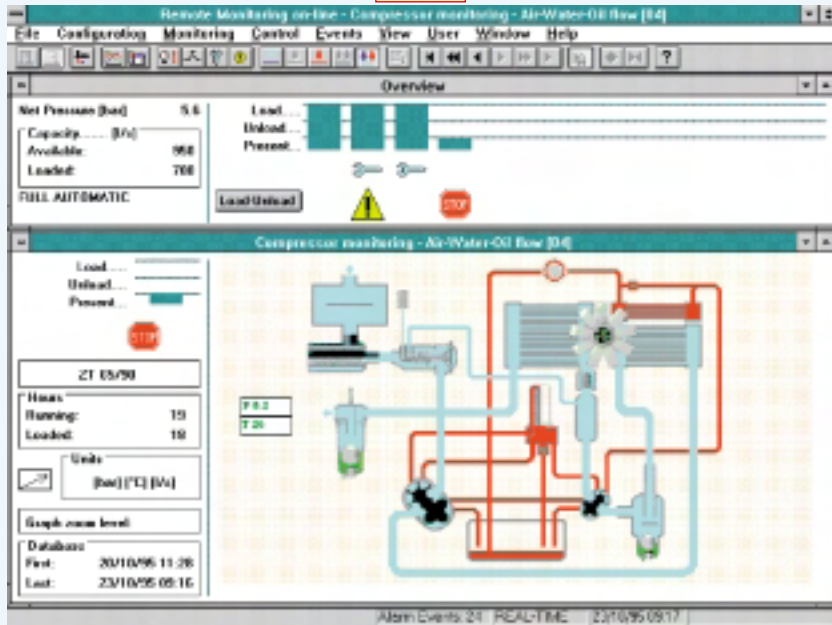 Remote Monitoring on-line - Compressor monitoring - Air-Water-Oil flow [04]
File Configuration Monitoring Control Events View User Window Help
?
Overview
Net Pressure [bar] 5.6
Capacity........ [l/s]
Available: 950
Loaded: 700
FULL AUTOMATIC
Load....
Unload....
Present...
Load-Unload
STOP
Compressor monitoring - Air-Water-Oil flow [04]
Load.....
Unload....
Present...
STOP
ZT 05/90
Hours
Running: 19
Loaded: 18
Units
[bar] [°C] [l/s]
Graph zoom level:
Database
First: 20/10/95 11:28
Last: 23/10/95 09:16
Alarm Events: 24 REAL-TIME 23/10/95 09:17